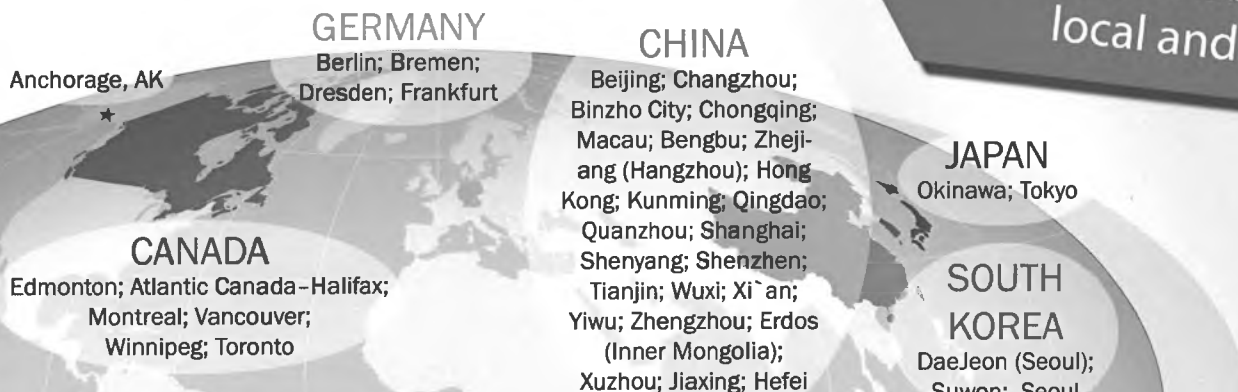 local and
GERMANY
Berlin; Bremen;
Dresden; Frankfurt
Anchorage, AK
CHINA
Beijing; Changzhou;
Binzho City; Chongqing;
Macau; Bengbu; Zheji-
ang (Hangzhou); Hong
Kong; Kunming; Qingdao;
Quanzhou; Shanghai;
Shenyang; Shenzhen;
Tianjin; Wuxi; Xi`an;
Yiwu; Zhengzhou; Erdos
(Inner Mongolia);
Xuzhou; Jiaxing; Hefei
JAPAN
Okinawa; Tokyo
CANADA
Edmonton; Atlantic Canada–Halifax;
Montreal; Vancouver;
Winnipeg; Toronto
SOUTH
KOREA
DaeJeon (Seoul);
Suwon; Seoul